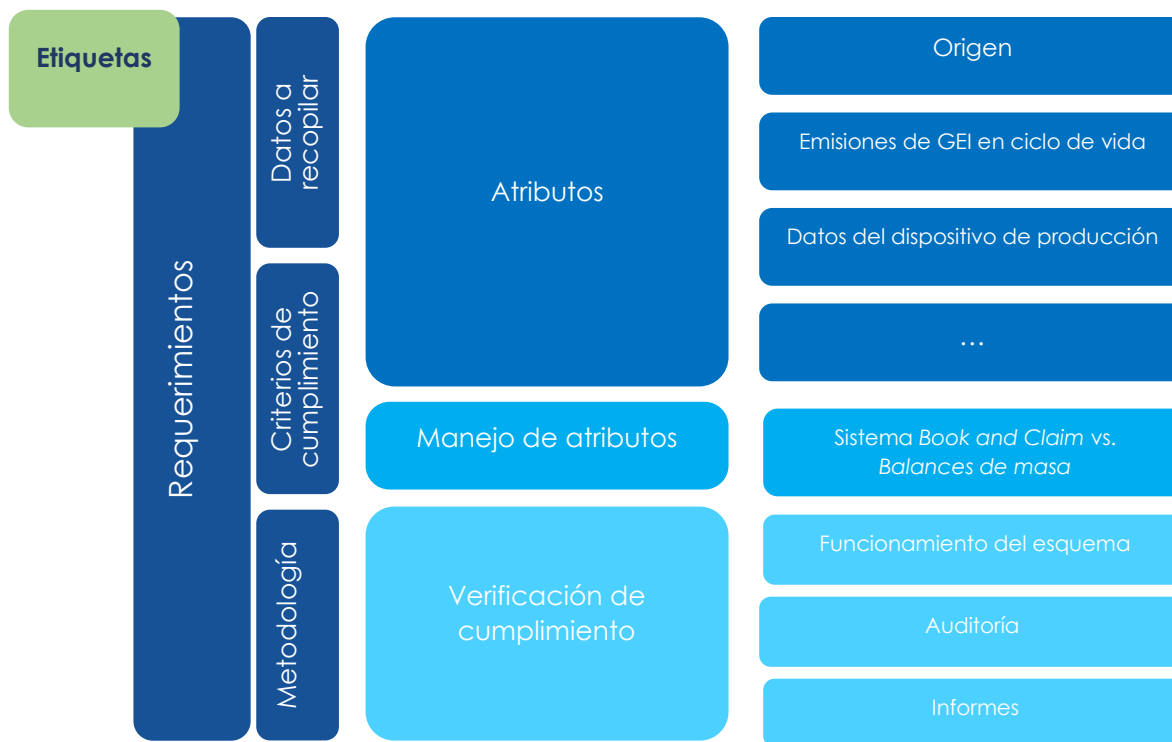 Etiquetas
Requerimientos
Datos a
recopilar
Criterios de
cumplimiento
Metodología
Atributos
Manejo de atributos
Verificación de
cumplimiento
Origen
Emisiones de GEI en ciclo de vida
Datos del dispositivo de producción
…
Sistema Book and Claim vs.
Balances de masa
Funcionamiento del esquema
Auditoría
Informes